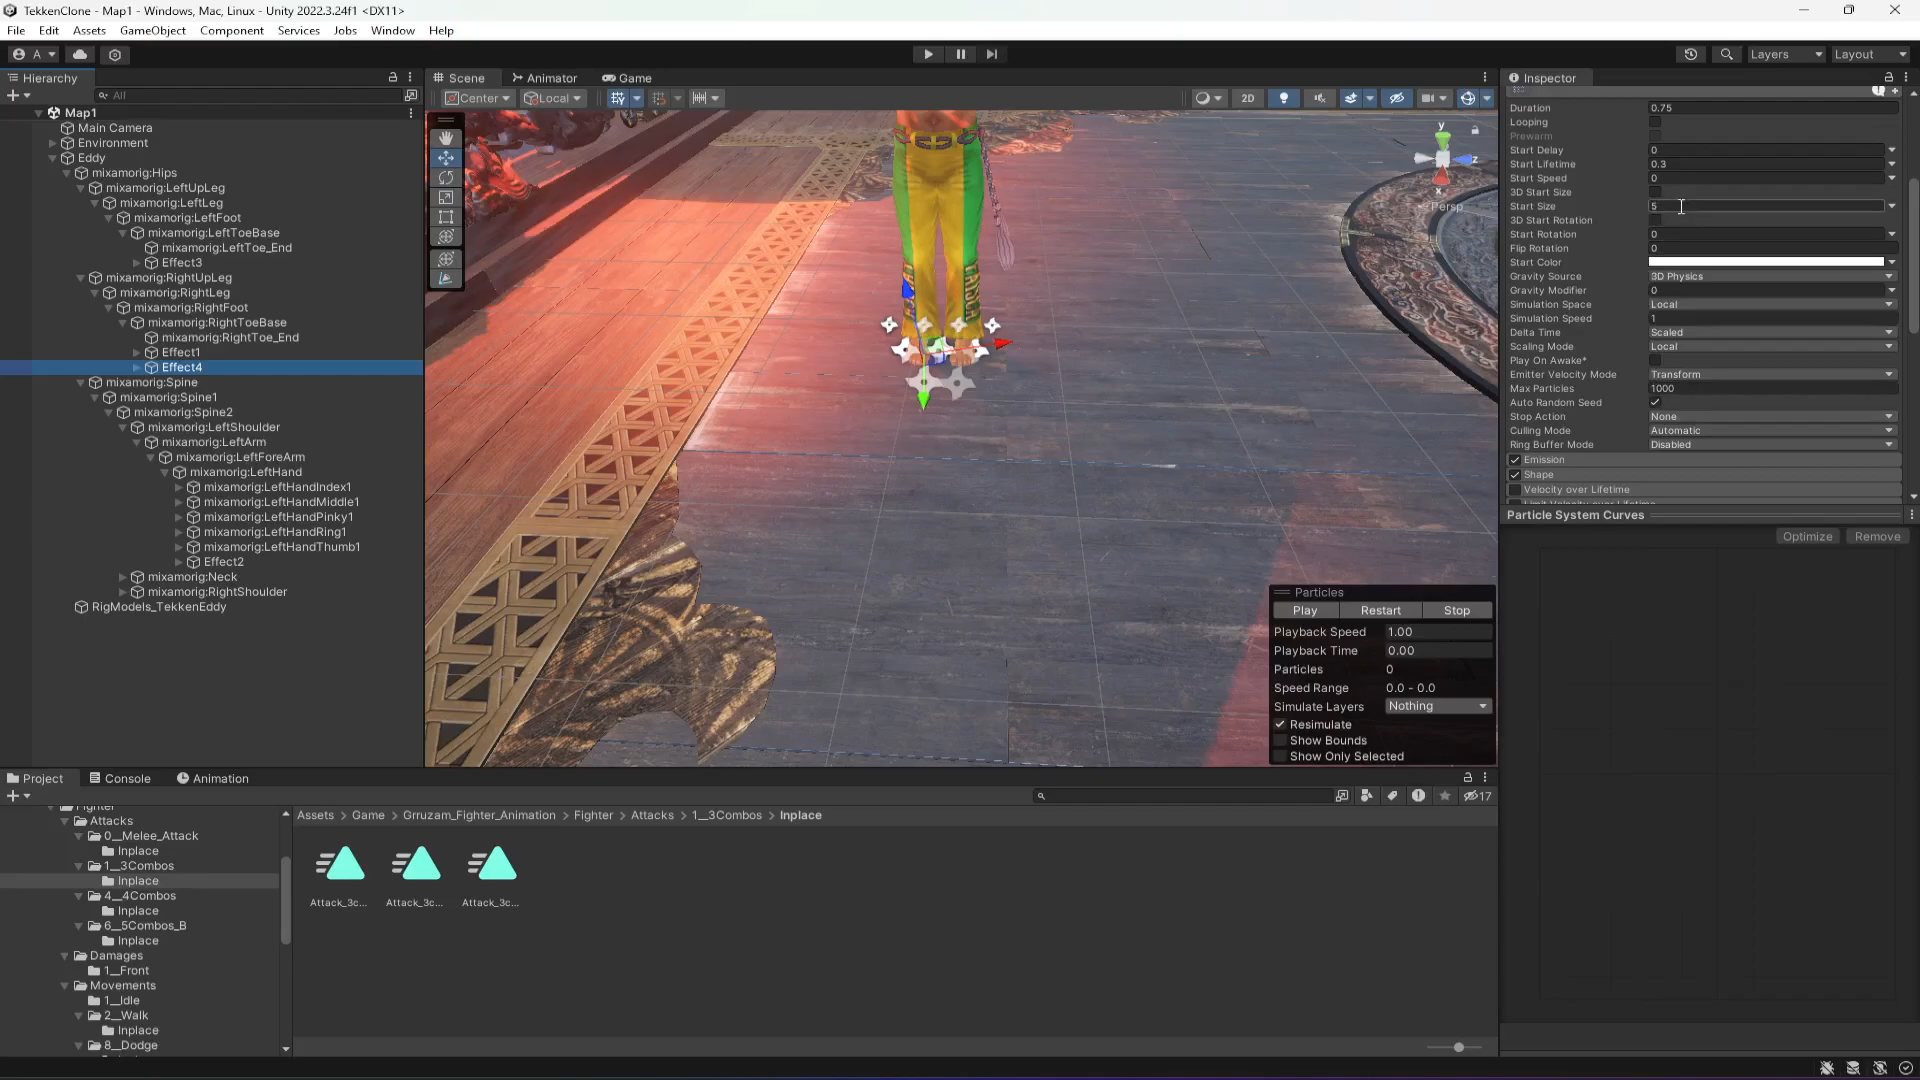 TekkenClone - Map1 - Windows, Mac, Linux - Unity 2022.3.24f1 <DX11>
File Edit Assets GameObject Component Services Jobs Window Help
A Layers Layout
Hierarchy
All
Map1
Main Camera
Environment
Eddy
mixamorig:Hips
mixamorig:LeftUpLeg
mixamorig:LeftLeg
mixamorig:LeftFoot
mixamorig:LeftToeBase
mixamorig:LeftToe_End
Effect3
mixamorig:RightUpLeg
mixamorig:RightLeg
mixamorig:RightFoot
mixamorig:RightToeBase
mixamorig:RightToe_End
Effect1
Effect4
mixamorig:Spine
mixamorig:Spine1
mixamorig:Spine2
mixamorig:LeftShoulder
mixamorig:LeftArm
mixamorig:LeftForeArm
mixamorig:LeftHand
mixamorig:LeftHandIndex1
mixamorig:LeftHandMiddle1
mixamorig:LeftHandPinky1
mixamorig:LeftHandRing1
mixamorig:LeftHandThumb1
Effect2
mixamorig:Neck
mixamorig:RightShoulder
RigModels_TekkenEddy
Scene Animator Game
Center Local 2D
y
z
x
Persp
Particles
Play Restart Stop
Playback Speed 1.00
Playback Time 0.00
Particles 0
Speed Range 0.0 - 0.0
Simulate Layers Nothing
Resimulate
Show Bounds
Show Only Selected
Inspector
Duration 0.75
Looping
Prewarm
Start Delay 0
Start Lifetime 0.3
Start Speed 0
3D Start Size
Start Size 5
3D Start Rotation
Start Rotation 0
Flip Rotation 0
Start Color
Gravity Source 3D Physics
Gravity Modifier 0
Simulation Space Local
Simulation Speed 1
Delta Time Scaled
Scaling Mode Local
Play On Awake*
Emitter Velocity Mode Transform
Max Particles 1000
Auto Random Seed
Stop Action None
Culling Mode Automatic
Ring Buffer Mode Disabled
Emission
Shape
Velocity over Lifetime
Particle System Curves
Optimize Remove
Project Console Animation
17
Fighter
Attacks
0__Melee_Attack
Inplace
1__3Combos
Inplace
4__4Combos
Inplace
6__5Combos_B
Inplace
Damages
1__Front
Movements
1__Idle
2__Walk
Inplace
8__Dodge
Assets > Game > Grruzam_Fighter_Animation > Fighter > Attacks > 1__3Combos > Inplace
Attack_3c... Attack_3c... Attack_3c...